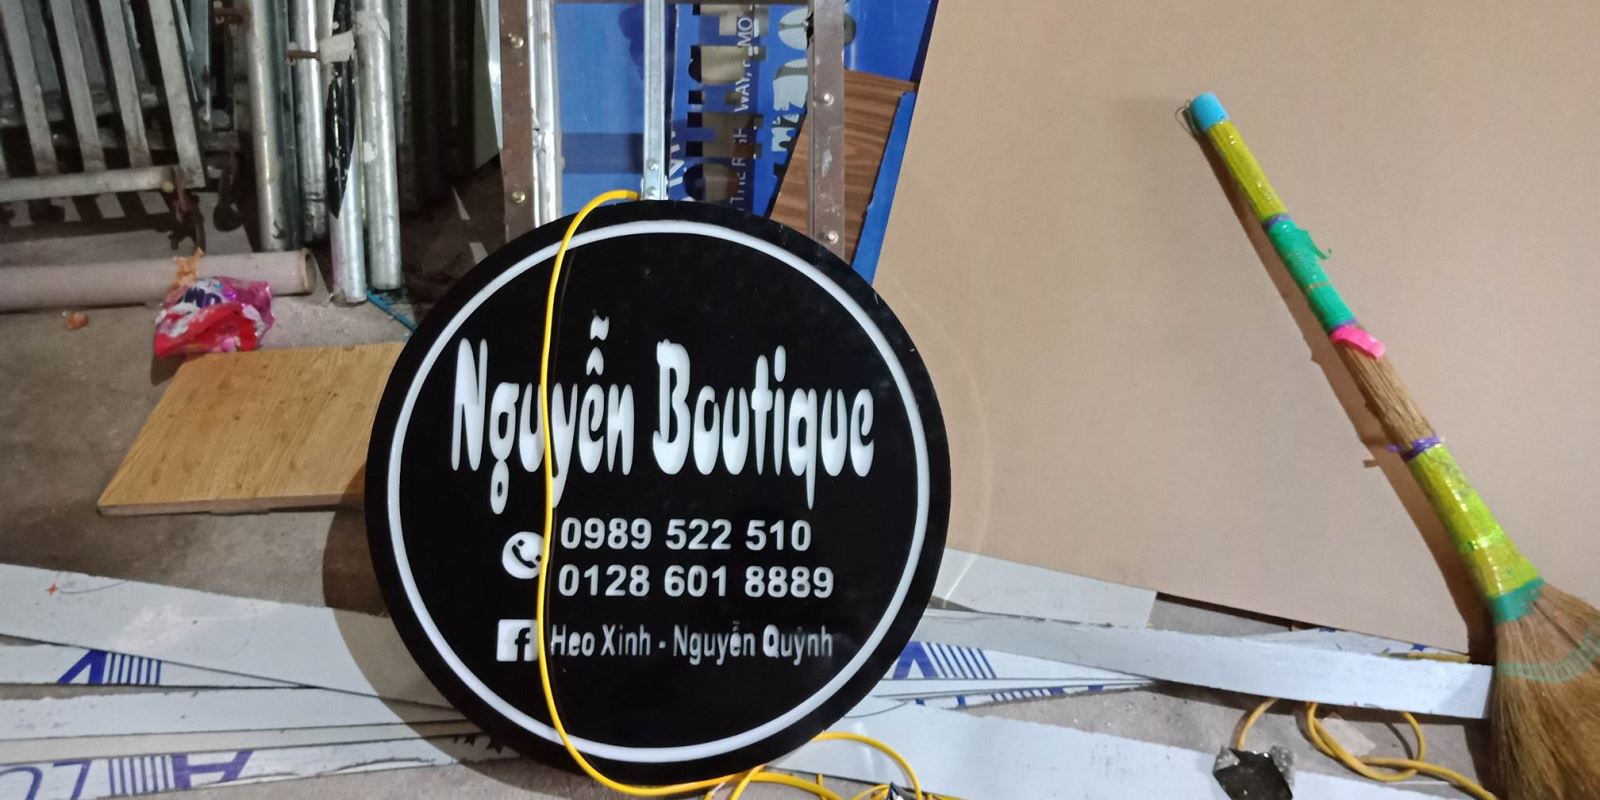 Nguyễn Boutique
0989 522 510
0128 601 8889
f Heo Xinh - Nguyễn Quỳnh